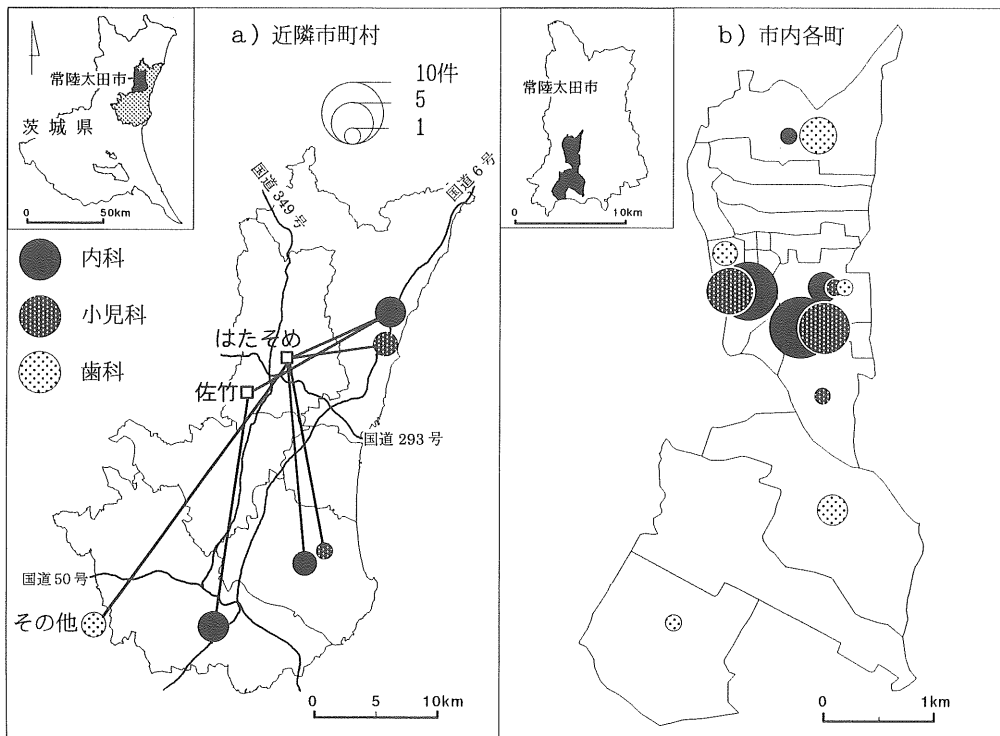 a) 近隣市町村
b) 市内各町
常陸太田市
茨城県
0 50km
10件
5
1
内科
小児科
歯科
国道349号
国道6号
はたそめ
佐竹
国道293号
国道50号
その他
0 5 10km
常陸太田市
0 10km
0 1km